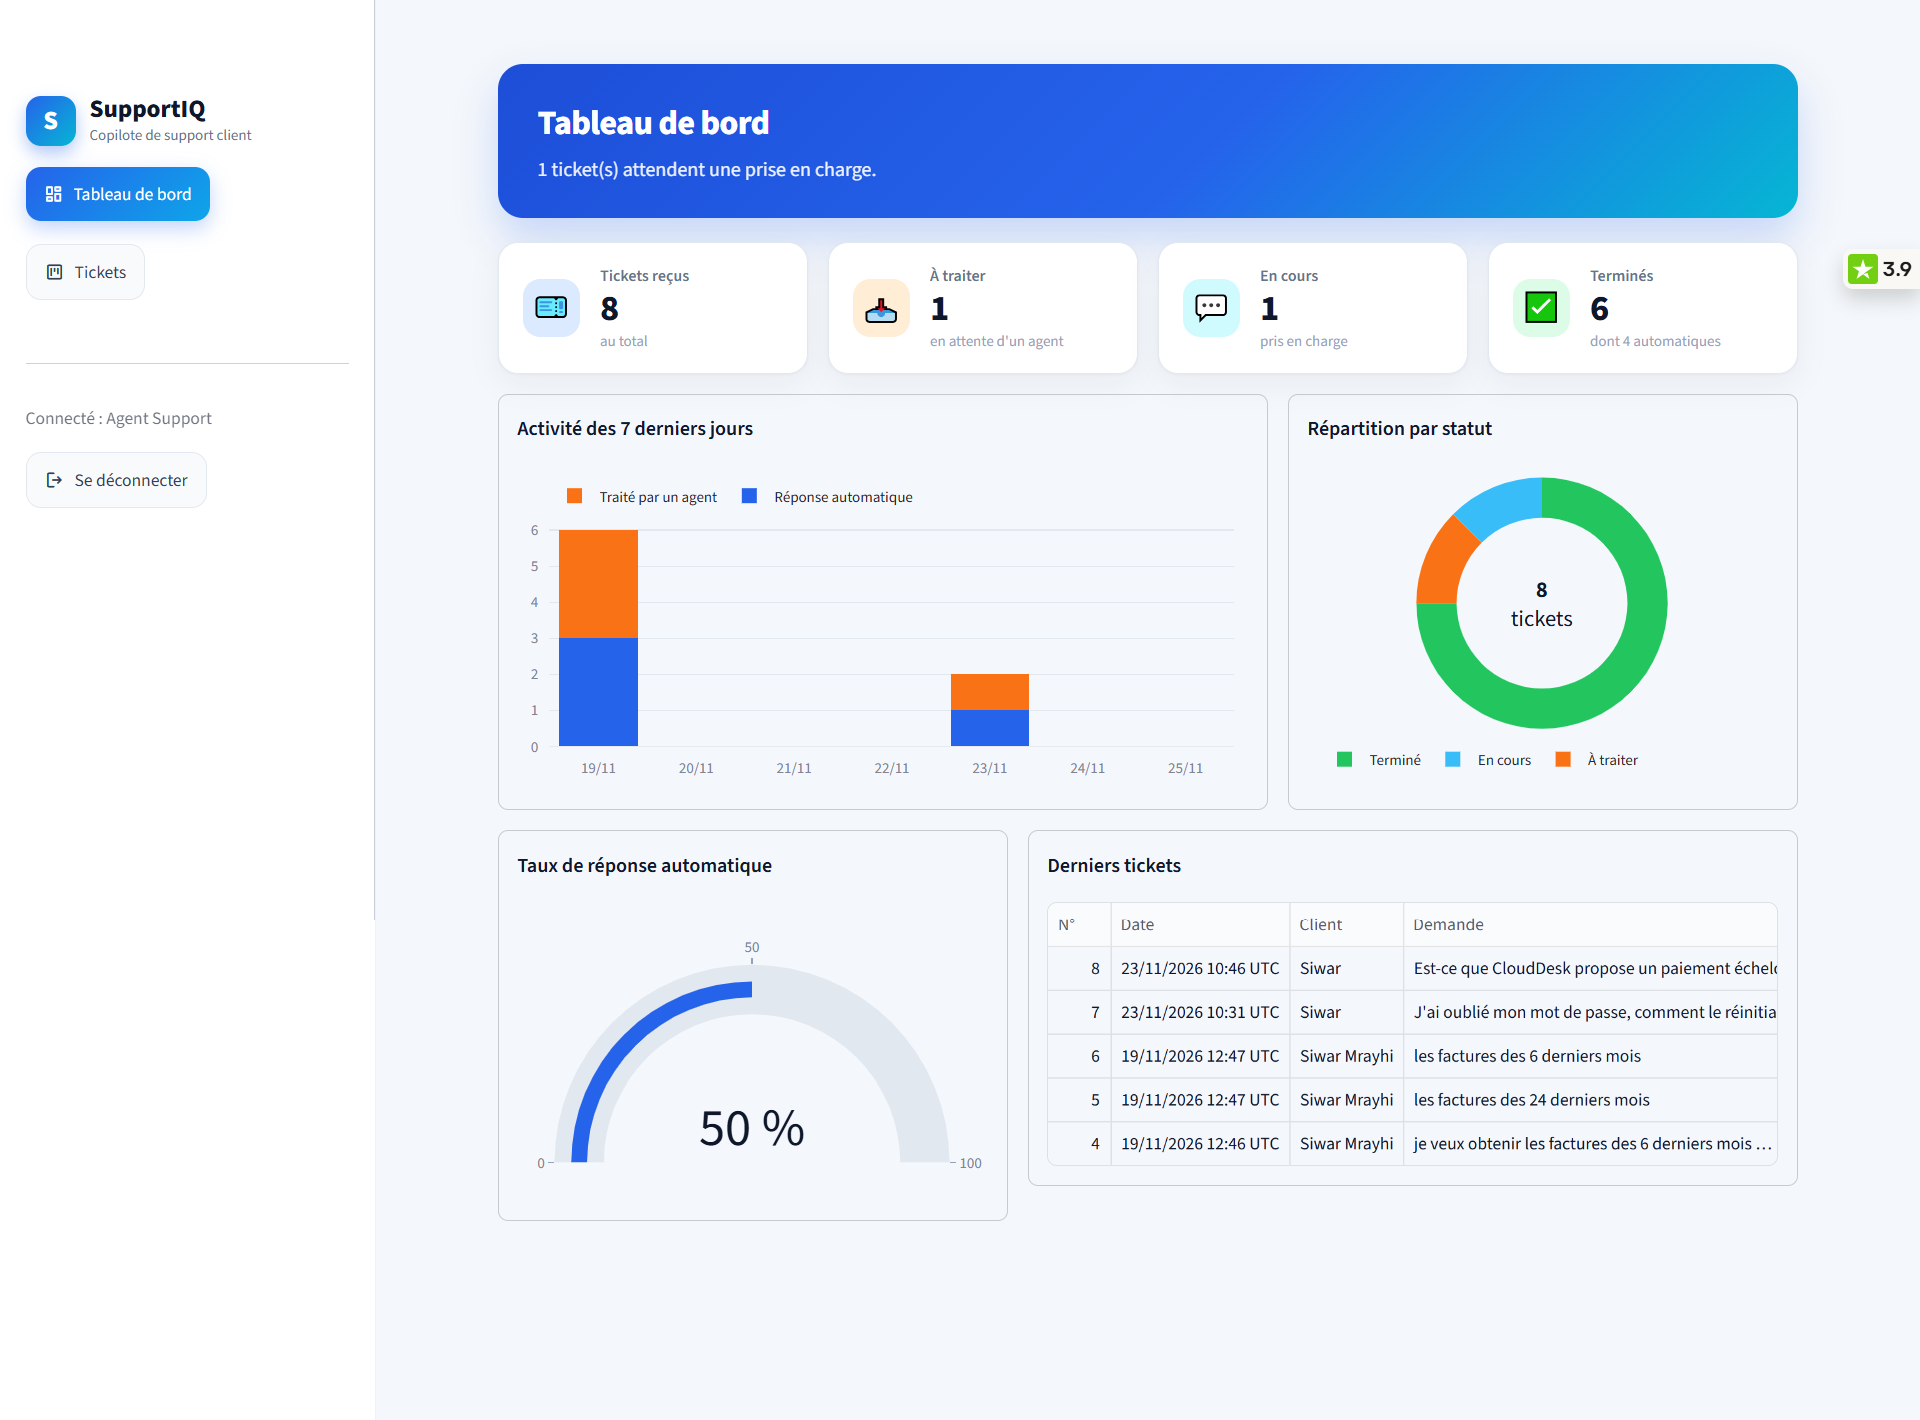 S
SupportIQ
Copilote de support client
Tableau de bord
Tickets
Connecté : Agent Support
Se déconnecter
Tableau de bord
1 ticket(s) attendent une prise en charge.
Tickets reçus
8
au total
À traiter
1
en attente d'un agent
En cours
1
pris en charge
Terminés
6
dont 4 automatiques
3.9
Activité des 7 derniers jours
Traité par un agent Réponse automatique
6
5
4
3
2
1
0
19/11 20/11 21/11 22/11 23/11 24/11 25/11
Répartition par statut
8
tickets
Terminé En cours À traiter
Taux de réponse automatique
50
50 %
0 100
Derniers tickets
N° Date Client Demande
8 23/11/2026 10:46 UTC Siwar Est-ce que CloudDesk propose un paiement échelo
7 23/11/2026 10:31 UTC Siwar J'ai oublié mon mot de passe, comment le réinitia
6 19/11/2026 12:47 UTC Siwar Mrayhi les factures des 6 derniers mois
5 19/11/2026 12:47 UTC Siwar Mrayhi les factures des 24 derniers mois
4 19/11/2026 12:46 UTC Siwar Mrayhi je veux obtenir les factures des 6 derniers mois …